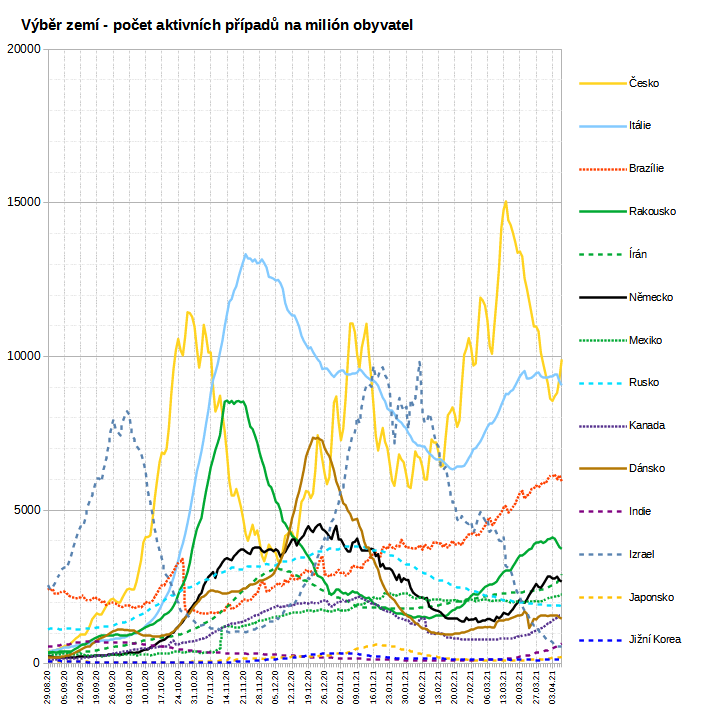 Výběr zemí - počet aktivních případů na milión obyvatel
20000
15000
10000
5000
0
Česko
Itálie
Brazílie
Rakousko
Írán
Německo
Mexiko
Rusko
Kanada
Dánsko
Indie
Izrael
Japonsko
Jižní Korea
29.08.20
05.09.20
12.09.20
19.09.20
26.09.20
03.10.20
10.10.20
17.10.20
24.10.20
31.10.20
07.11.20
14.11.20
21.11.20
28.11.20
05.12.20
12.12.20
19.12.20
26.12.20
02.01.21
09.01.21
16.01.21
23.01.21
30.01.21
06.02.21
13.02.21
20.02.21
27.02.21
06.03.21
13.03.21
20.03.21
27.03.21
03.04.21